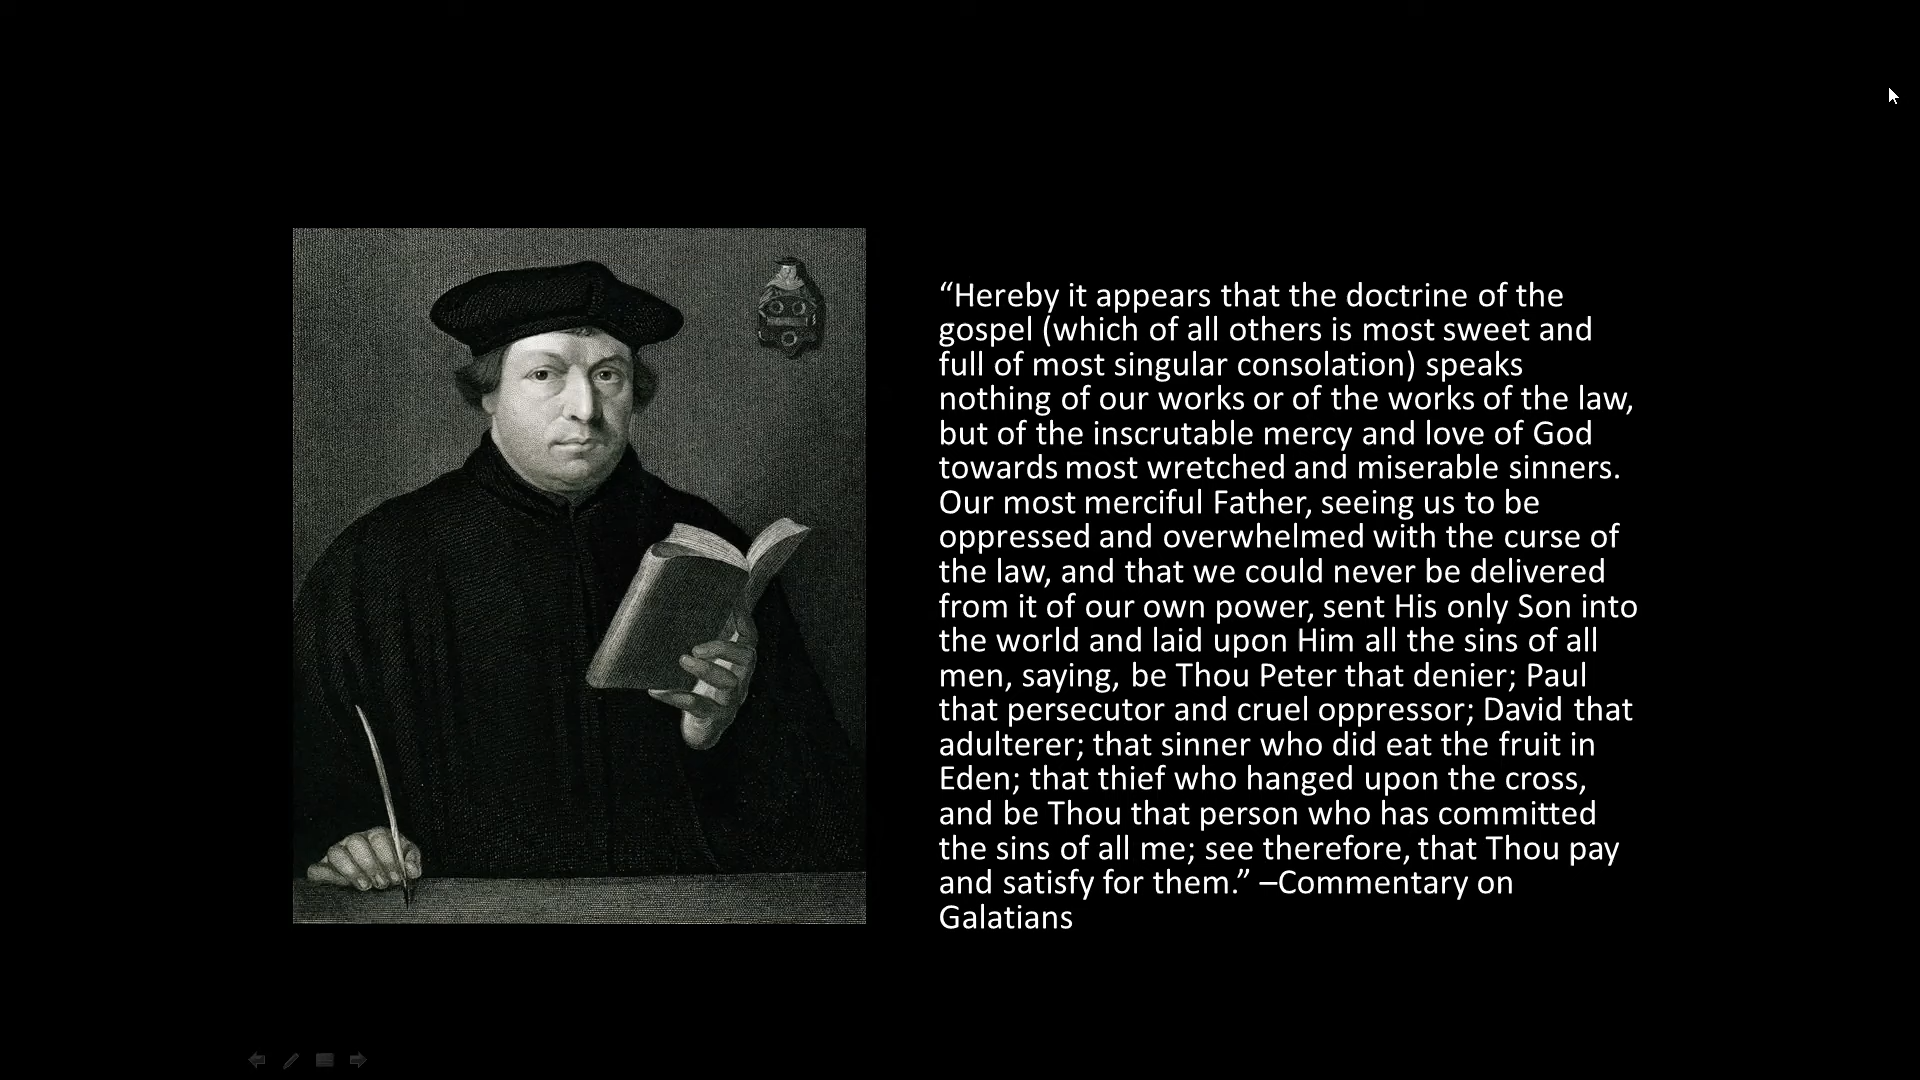 “Hereby it appears that the doctrine of the
gospel (which of all others is most sweet and
full of most singular consolation) speaks
nothing of our works or of the works of the law,
but of the inscrutable mercy and love of God
towards most wretched and miserable sinners.
Our most merciful Father, seeing us to be
oppressed and overwhelmed with the curse of
the law, and that we could never be delivered
from it of our own power, sent His only Son into
the world and laid upon Him all the sins of all
men, saying, be Thou Peter that denier; Paul
that persecutor and cruel oppressor; David that
adulterer; that sinner who did eat the fruit in
Eden; that thief who hanged upon the cross,
and be Thou that person who has committed
the sins of all me; see therefore, that Thou pay
and satisfy for them.” –Commentary on
Galatians